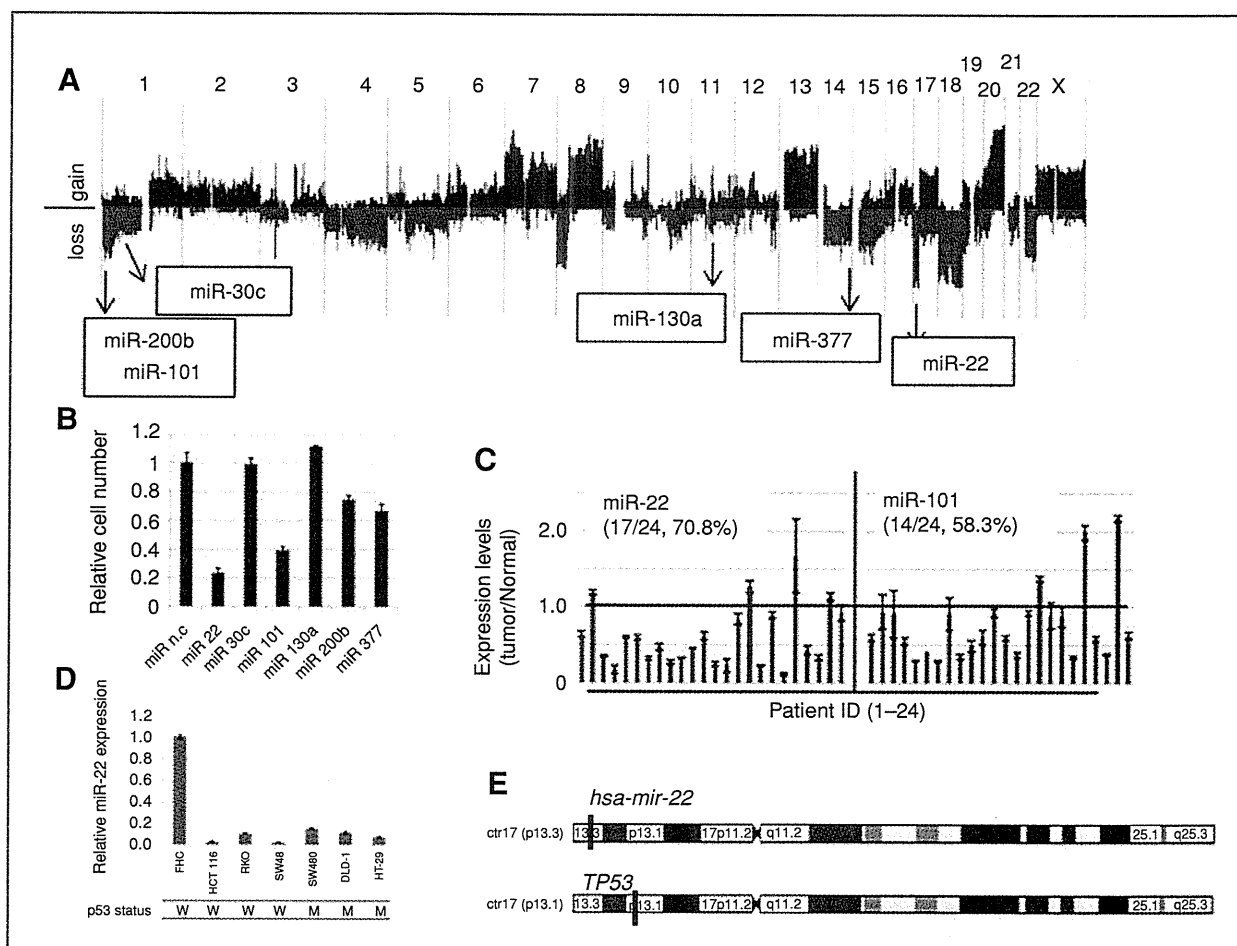 A
1 2 3 4 5 6 7 8 9 10 11 12 13 14 15 16 17 18 19 20 21 22 X
gain
loss
miR-30c
miR-200b
miR-101
miR-130a
miR-377
miR-22
B
Relative cell number
1.2
1
0.8
0.6
0.4
0.2
0
miR n.c
miR 22
miR 30c
miR 101
miR 130a
miR 200b
miR 377
C
Expression levels
(tumor/Normal)
2.0
1.0
0
miR-22
(17/24, 70.8%)
miR-101
(14/24, 58.3%)
Patient ID (1–24)
D
Relative miR-22 expression
1.2
1.0
0.8
0.6
0.4
0.2
0.0
FHC
HCT 116
RKO
SW48
SW480
DLD-1
HT-29
p53 status W W W W M M M
E
hsa-mir-22
ctr17 (p13.3) 13.3 p13.1 17p11.2 q11.2 25.1 q25.3
TP53
ctr17 (p13.1) 13.3 p13.1 17p11.2 q11.2 25.1 q25.3